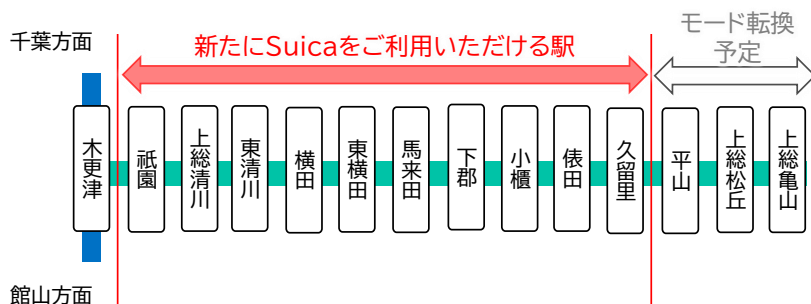 千葉方面
新たにSuicaをご利用いただける駅
モード転換
予定
木更津
祇園
上総清川
東清川
横田
東横田
馬来田
下郡
小櫃
俵田
久留里
平山
上総松丘
上総亀山
館山方面